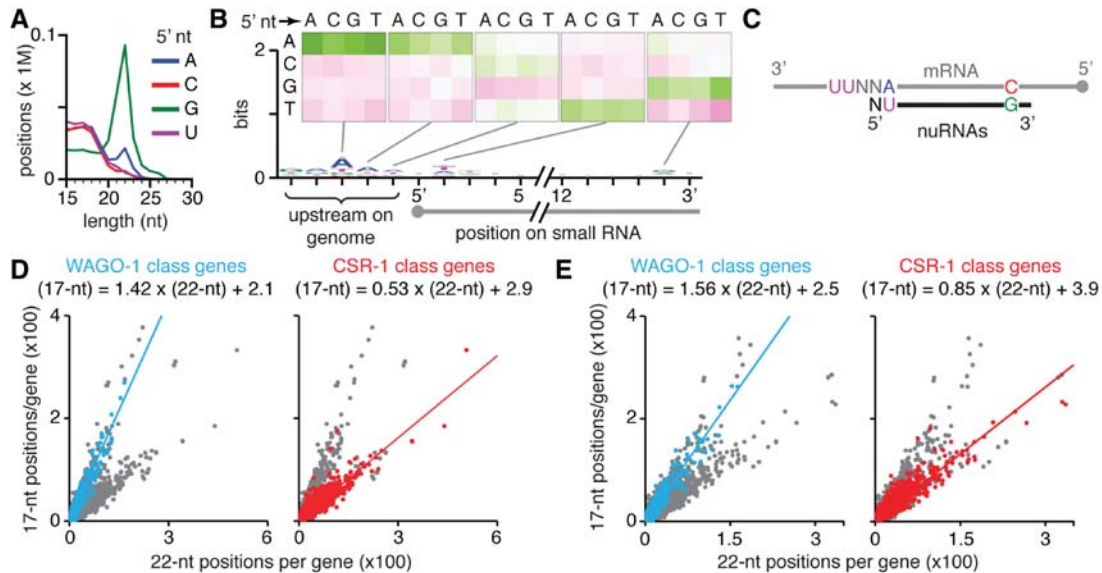 A
0.1
0
positions (x 1M)
5' nt
A
C
G
U
15 20 25 30
length (nt)
B
5' nt A C G T A C G T A C G T A C G T A C G T
A
C
G
T
2
bits
0
5' 5 12 3'
upstream on
genome
position on small RNA
C
3' UUNNA mRNA C 5'
NU G
5' nuRNAs 3'
D
WAGO-1 class genes
(17-nt) = 1.42 x (22-nt) + 2.1
CSR-1 class genes
(17-nt) = 0.53 x (22-nt) + 2.9
17-nt positions/gene (x100)
4
2
0
0 3 6 0 3 6
22-nt positions per gene (x100)
E
WAGO-1 class genes
(17-nt) = 1.56 x (22-nt) + 2.5
CSR-1 class genes
(17-nt) = 0.85 x (22-nt) + 3.9
17-nt positions/gene (x100)
4
2
0
0 1.5 3 0 1.5 3
22-nt positions per gene (x100)